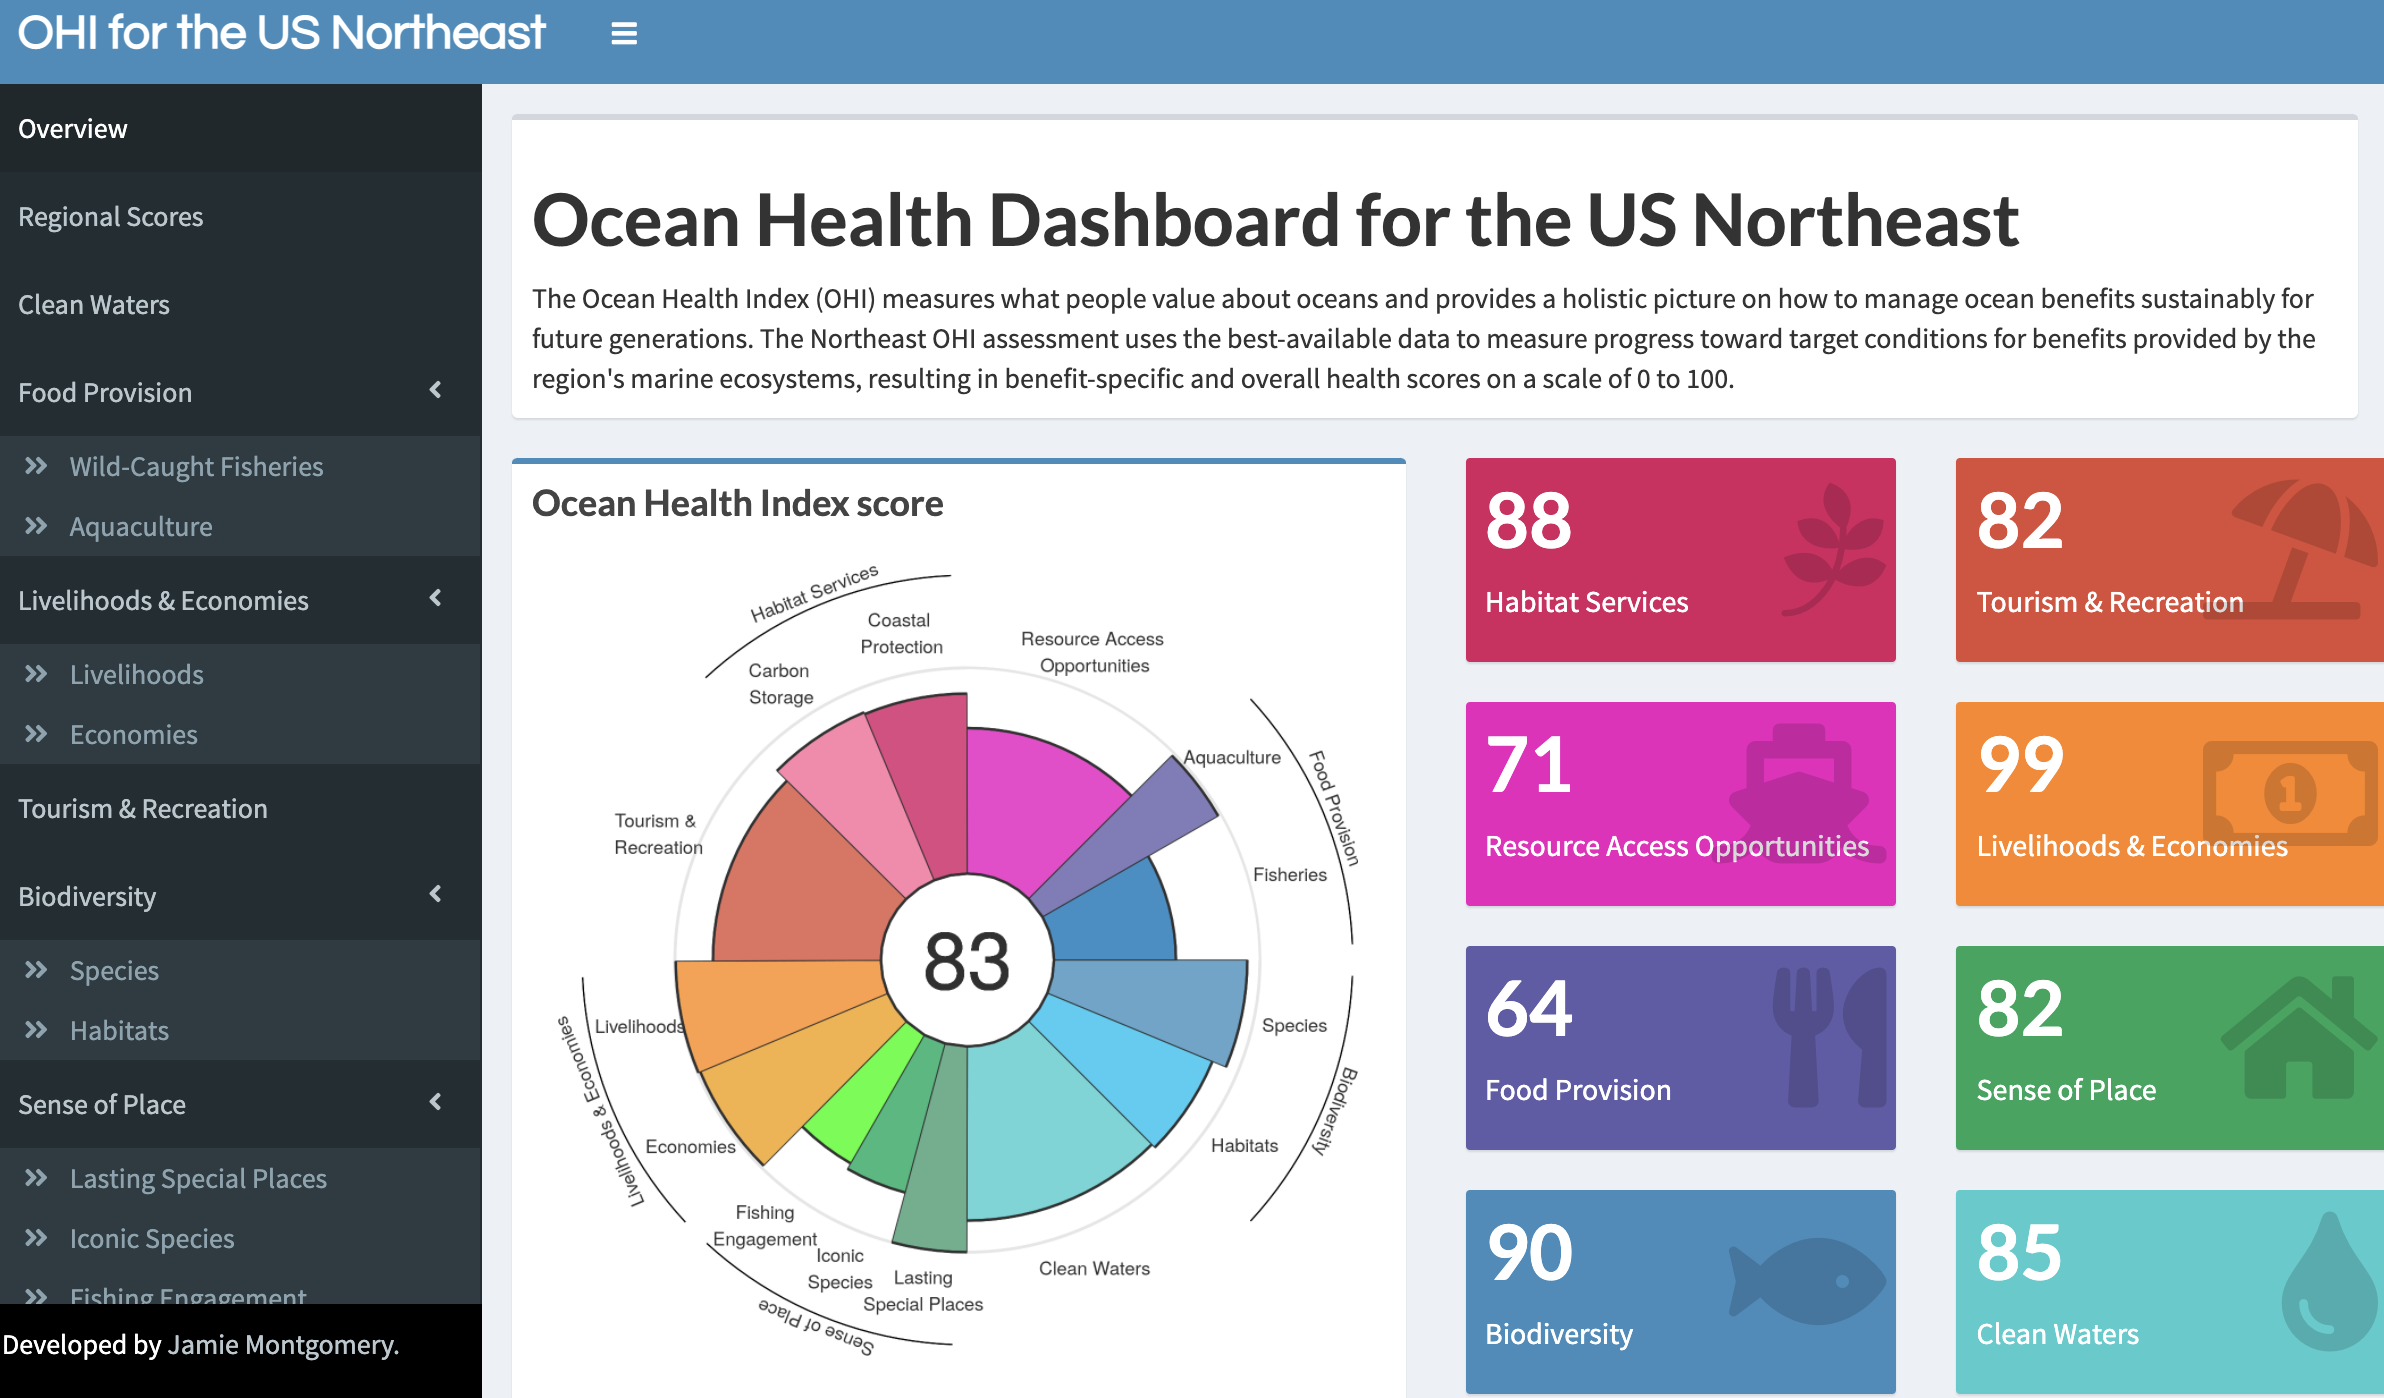 OHI for the US Northeast
Overview
Regional Scores
Clean Waters
Food Provision
Wild-Caught Fisheries
Aquaculture
Livelihoods & Economies
Livelihoods
Economies
Tourism & Recreation
Biodiversity
Species
Habitats
Sense of Place
Lasting Special Places
Iconic Species
Fishing Engagement
Developed by Jamie Montgomery.
Ocean Health Dashboard for the US Northeast
The Ocean Health Index (OHI) measures what people value about oceans and provides a holistic picture on how to manage ocean benefits sustainably for
future generations. The Northeast OHI assessment uses the best-available data to measure progress toward target conditions for benefits provided by the
region's marine ecosystems, resulting in benefit-specific and overall health scores on a scale of 0 to 100.
Ocean Health Index score
Habitat Services
Coastal
Protection
Carbon
Storage
Resource Access
Opportunities
Aquaculture
Food Provision
Fisheries
Tourism &
Recreation
83
Livelihoods
Livelihoods & Economies
Economies
Species
Biodiversity
Habitats
Fishing
Engagement
Iconic
Species
Lasting
Special Places
Sense of Place
Clean Waters
88
Habitat Services
82
Tourism & Recreation
71
Resource Access Opportunities
99
Livelihoods & Economies
1
64
Food Provision
82
Sense of Place
90
Biodiversity
85
Clean Waters